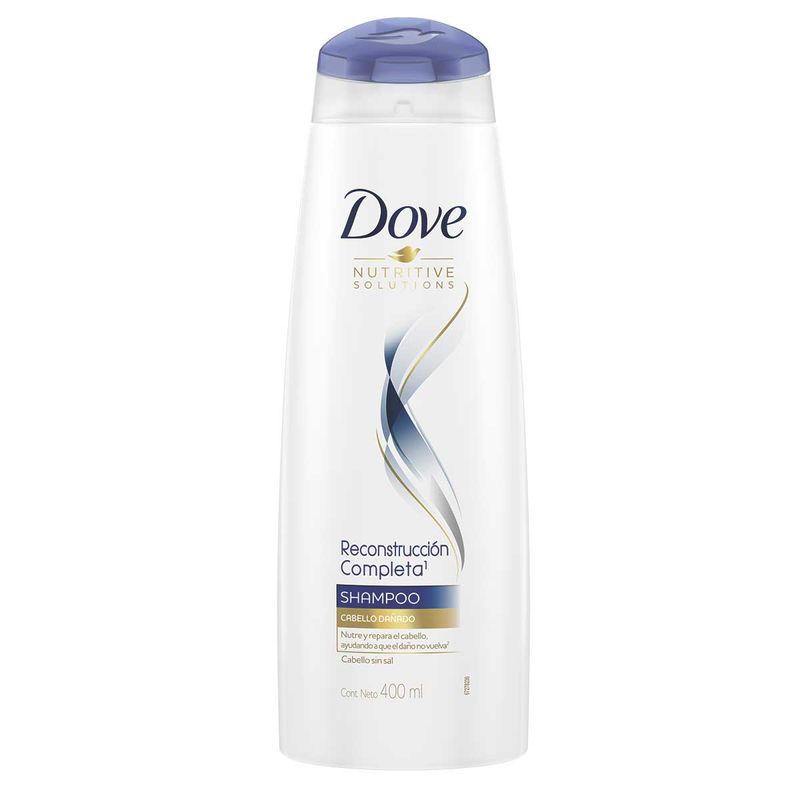 Dove
NUTRITIVE
SOLUTIONS
Reconstrucción
Completa¹
SHAMPOO
CABELLO DAÑADO
Nutre y repara el cabello,
ayudando a que el daño no vuelva²
Cabello sin sal
Cont. Neto 400 ml